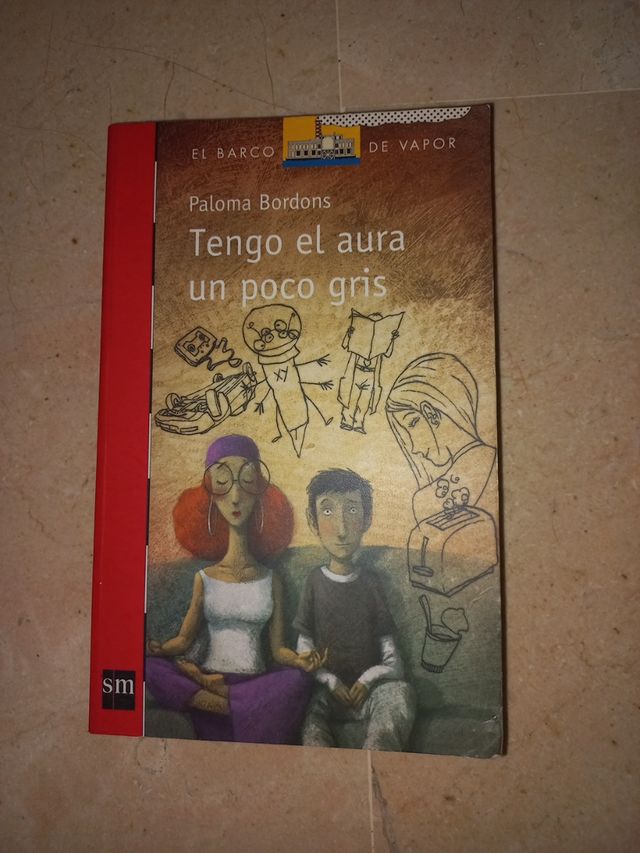 EL BARCO DE VAPOR
Paloma Bordons
Tengo el aura
un poco gris
sm